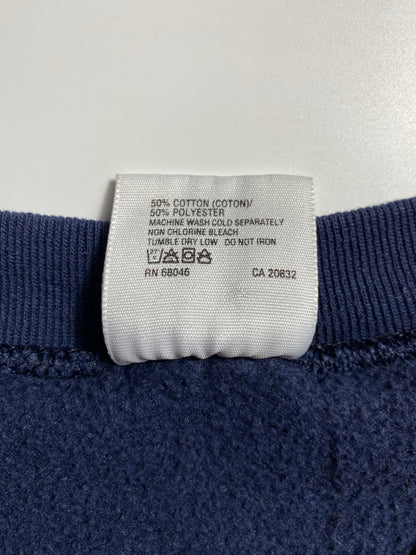 50% COTTON (COTON)/
50% POLYESTER
MACHINE WASH COLD SEPARATELY
NON CHLORINE BLEACH
TUMBLE DRY LOW DO NOT IRON
RN 68046 CA 20832